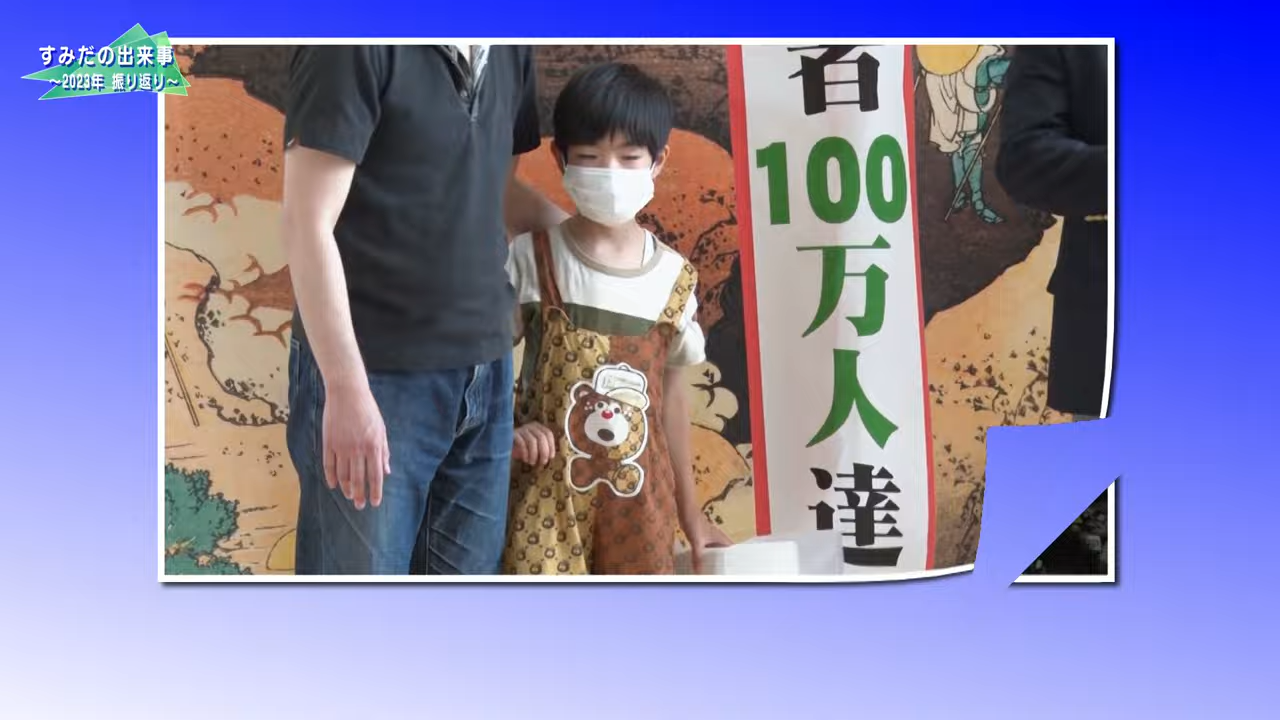 すみだの出来事
～2023年 振り返り～
者
100
万
人
達